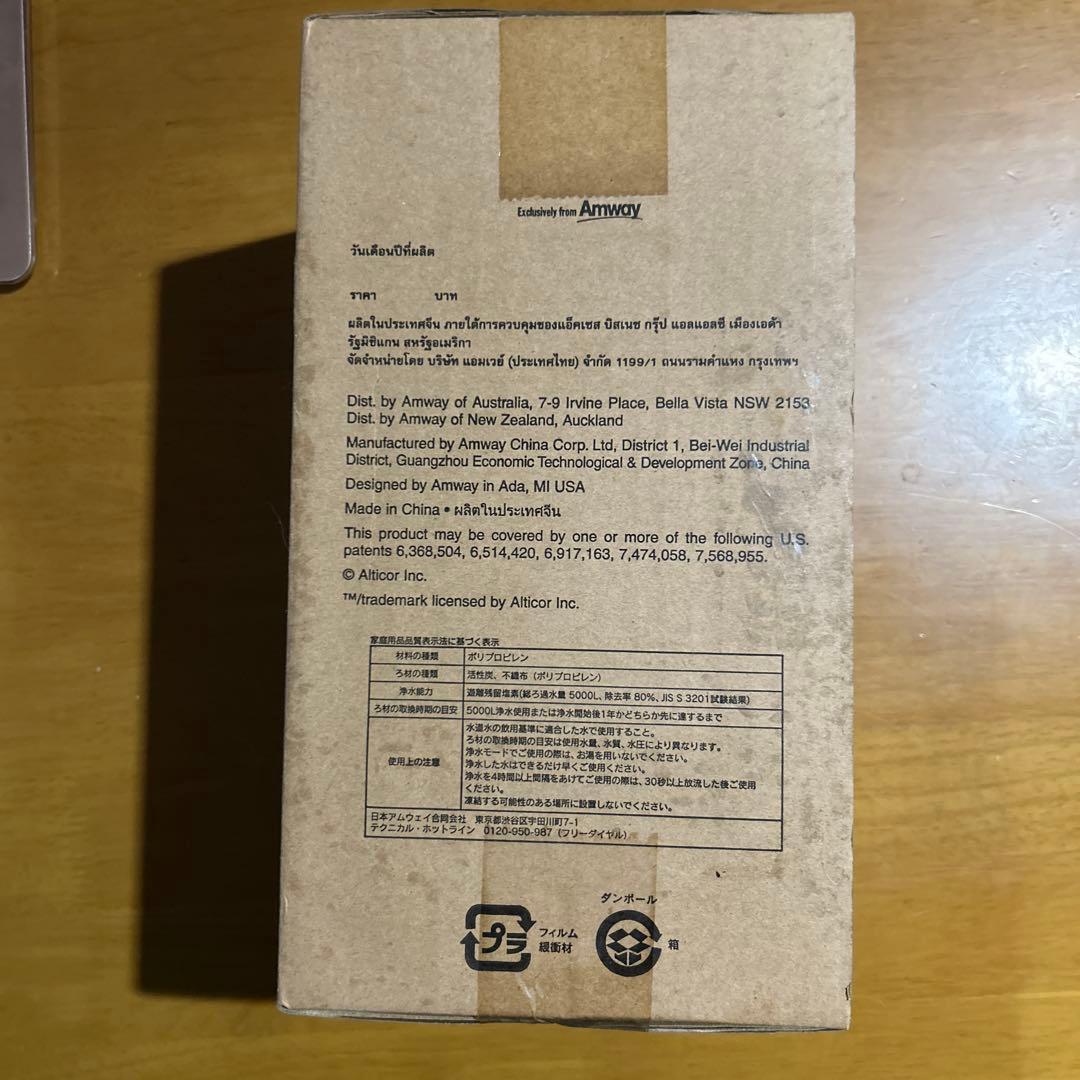 Exclusively from Amway
วันเดือนปีที่ผลิต
ราคา บาท
ผลิตในประเทศจีน ภายใต้การควบคุมของแอ็คเซส บิสเนซ กรุ๊ป แอลแอลซี เมืองเอด้า
รัฐมิชิแกน สหรัฐอเมริกา
จัดจำหน่ายโดย บริษัท แอมเวย์ (ประเทศไทย) จำกัด 1199/1 ถนนรามคำแหง กรุงเทพฯ
Dist. by Amway of Australia, 7-9 Irvine Place, Bella Vista NSW 2153
Dist. by Amway of New Zealand, Auckland
Manufactured by Amway China Corp. Ltd, District 1, Bei-Wei Industrial
District, Guangzhou Economic Technological & Development Zone, China
Designed by Amway in Ada, MI USA
Made in China • ผลิตในประเทศจีน
This product may be covered by one or more of the following U.S.
patents 6,368,504, 6,514,420, 6,917,163, 7,474,058, 7,568,955.
© Alticor Inc.
™/trademark licensed by Alticor Inc.
家庭用品品質表示法に基づく表示
材料の種類 ポリプロピレン
ろ材の種類 活性炭、不織布（ポリプロピレン）
浄水能力 遊離残留塩素(総ろ過水量 5000L、除去率 80%、JIS S 3201試験結果)
ろ材の取換時期の目安 5000L浄水使用または浄水開始後1年かどちらか先に達するまで
使用上の注意 水道水の飲用基準に適合した水で使用すること。
ろ材の取換時期の目安は使用水量、水質、水圧により異なります。
浄水モードでご使用の際は、お湯を用いないでください。
浄水した水はできるだけ早くご使用ください。
浄水を4時間以上間隔をあけてご使用の際は、30秒以上放流した後ご使用
ください。
凍結する可能性のある場所に設置しないでください。
日本アムウェイ合同会社 東京都渋谷区宇田川町7-1
テクニカル・ホットライン 0120-950-987（フリーダイヤル）
プラ フィルム
緩衝材
ダンボール
箱